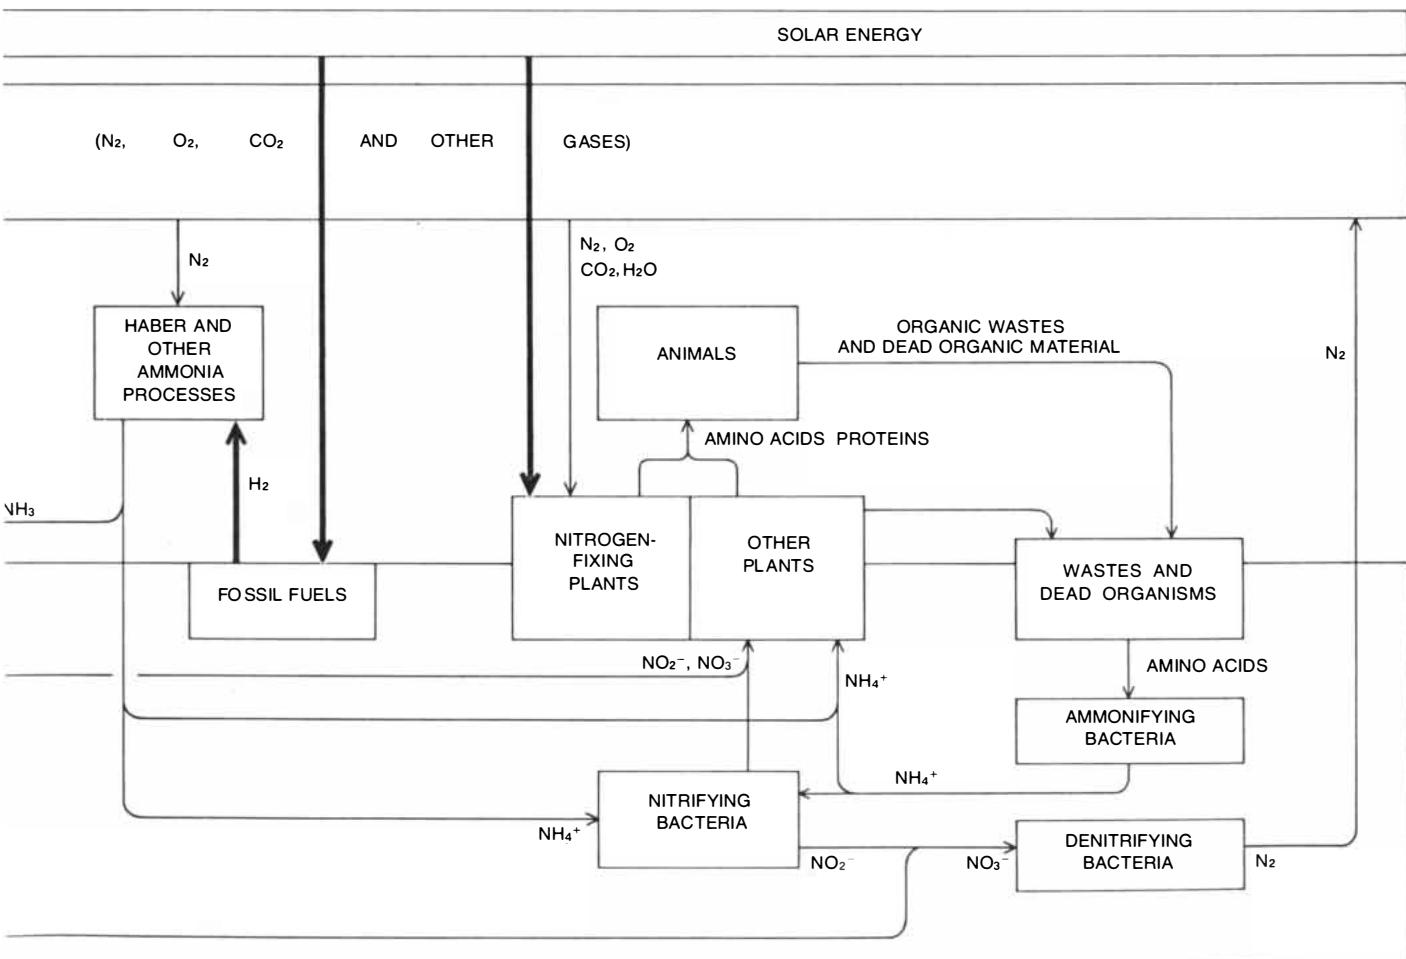 SOLAR ENERGY
(N₂, O₂, CO₂ AND OTHER GASES)
N₂
N₂, O₂
CO₂, H₂O
HABER AND
OTHER
AMMONIA
PROCESSES
ANIMALS
ORGANIC WASTES
AND DEAD ORGANIC MATERIAL
N₂
AMINO ACIDS PROTEINS
H₂
NH₃
NITROGEN-
FIXING
PLANTS
OTHER
PLANTS
FOSSIL FUELS
WASTES AND
DEAD ORGANISMS
NO₂⁻, NO₃⁻
NH₄⁺
AMINO ACIDS
AMMONIFYING
BACTERIA
NH₄⁺
NITRIFYING
BACTERIA
NH₄⁺
NO₂⁻
NO₃⁻
DENITRIFYING
BACTERIA
N₂